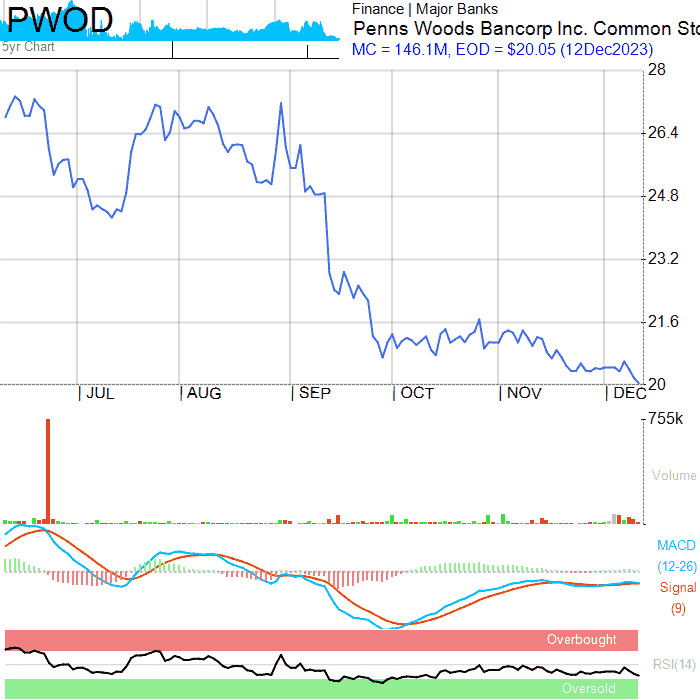 PWOD
5yr Chart
Finance | Major Banks
Penns Woods Bancorp Inc. Common Sto
MC = 146.1M, EOD = $20.05 (12Dec2023)
28
26.4
24.8
23.2
21.6
20
JUL AUG SEP OCT NOV DEC
755k
Volume
MACD
(12-26)
Signal
(9)
Overbought
RSI(14)
Oversold